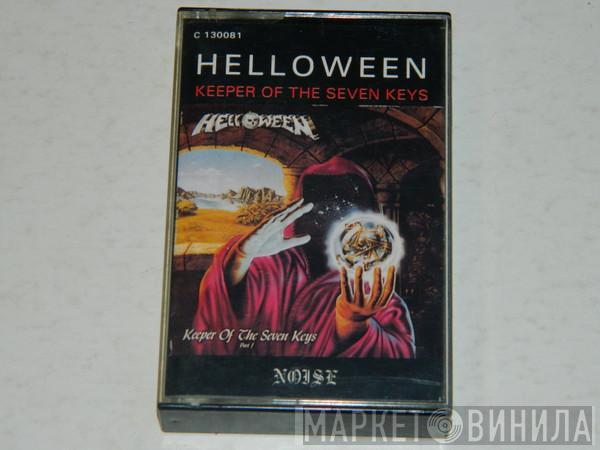 C 130081
HELLOWEEN
KEEPER OF THE SEVEN KEYS
HELLOWEEN
Keeper Of The Seven Keys
Part I
NOISE
МАРКЕТ ВИНИЛА